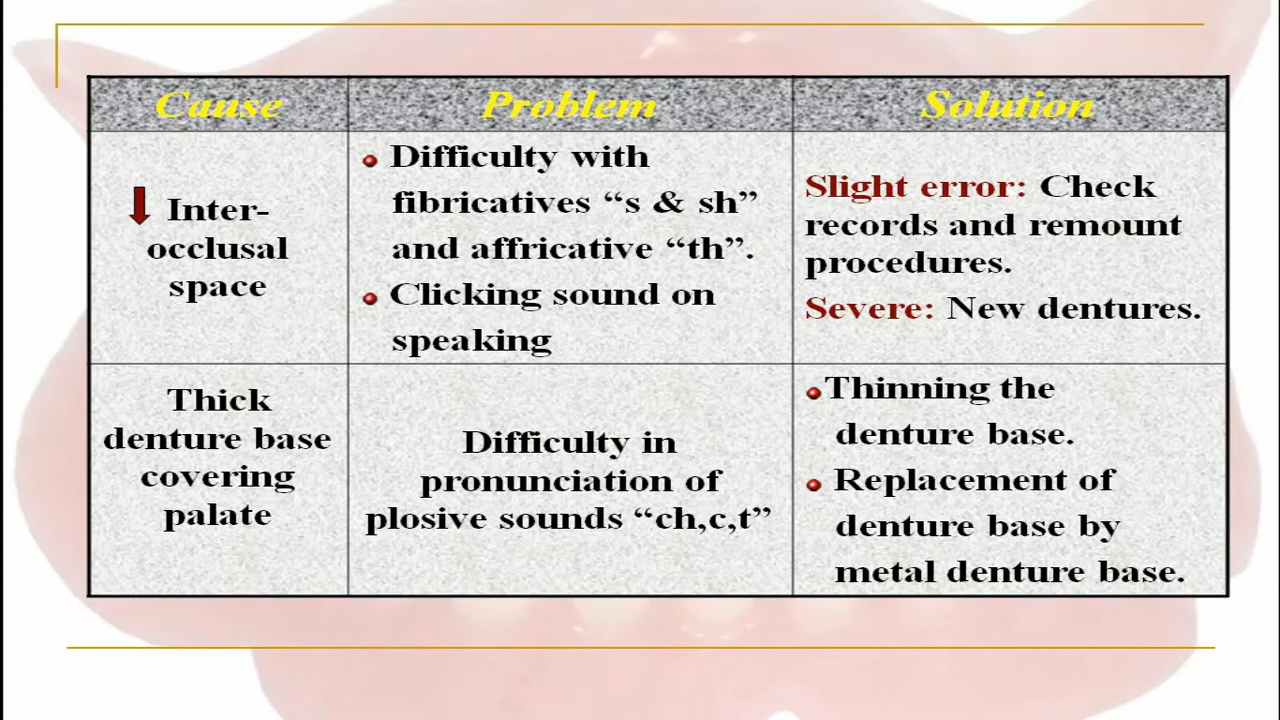 Cause
Problem
Solution
Inter-
occlusal
space
Difficulty with
fibricatives “s & sh”
and affricative “th”.
Clicking sound on
speaking
Slight error: Check
records and remount
procedures.
Severe: New dentures.
Thick
denture base
covering
palate
Difficulty in
pronunciation of
plosive sounds “ch,c,t”
Thinning the
denture base.
Replacement of
denture base by
metal denture base.